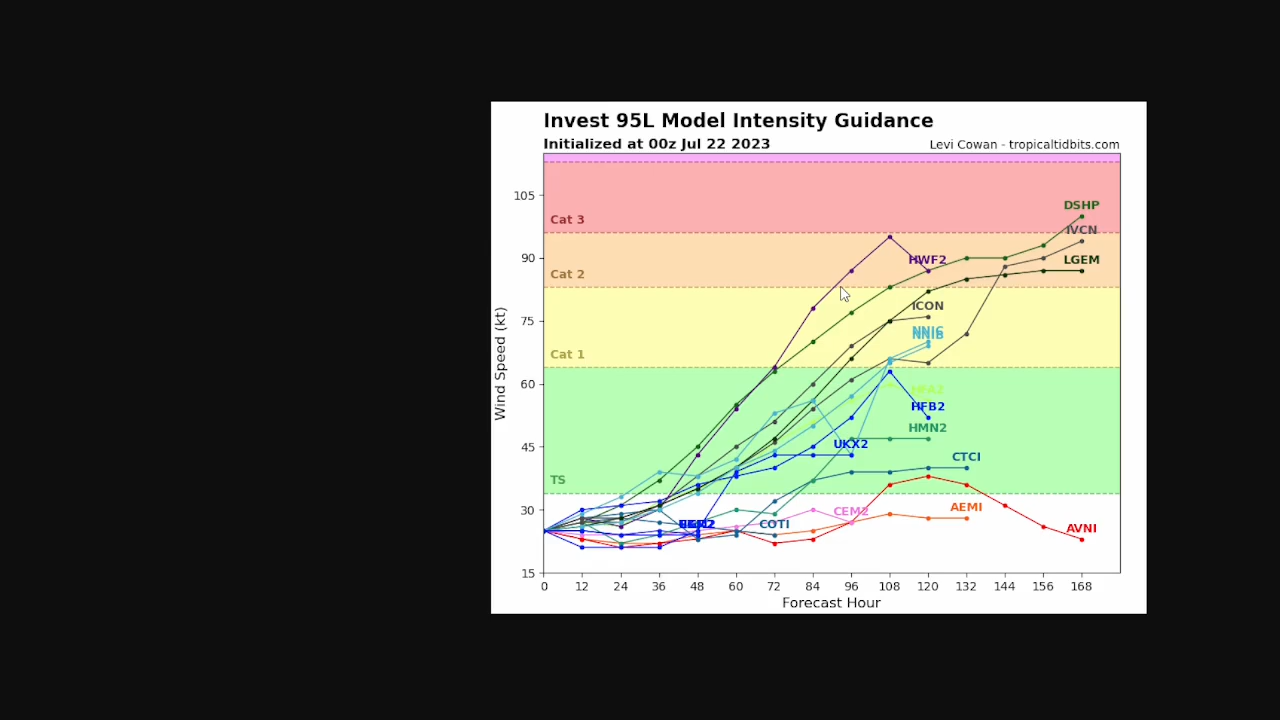 Invest 95L Model Intensity Guidance
Initialized at 00z Jul 22 2023
Levi Cowan - tropicaltidbits.com
Wind Speed (kt)
105
90
75
60
45
30
15
Cat 3
Cat 2
Cat 1
TS
DSHP
IVCN
HWF2
LGEM
ICON
NNIC
NNIB
HFA2
HFB2
HMN2
UKX2
CTCI
CEM2
AEMI
COTI
AVNI
0 12 24 36 48 60 72 84 96 108 120 132 144 156 168
Forecast Hour